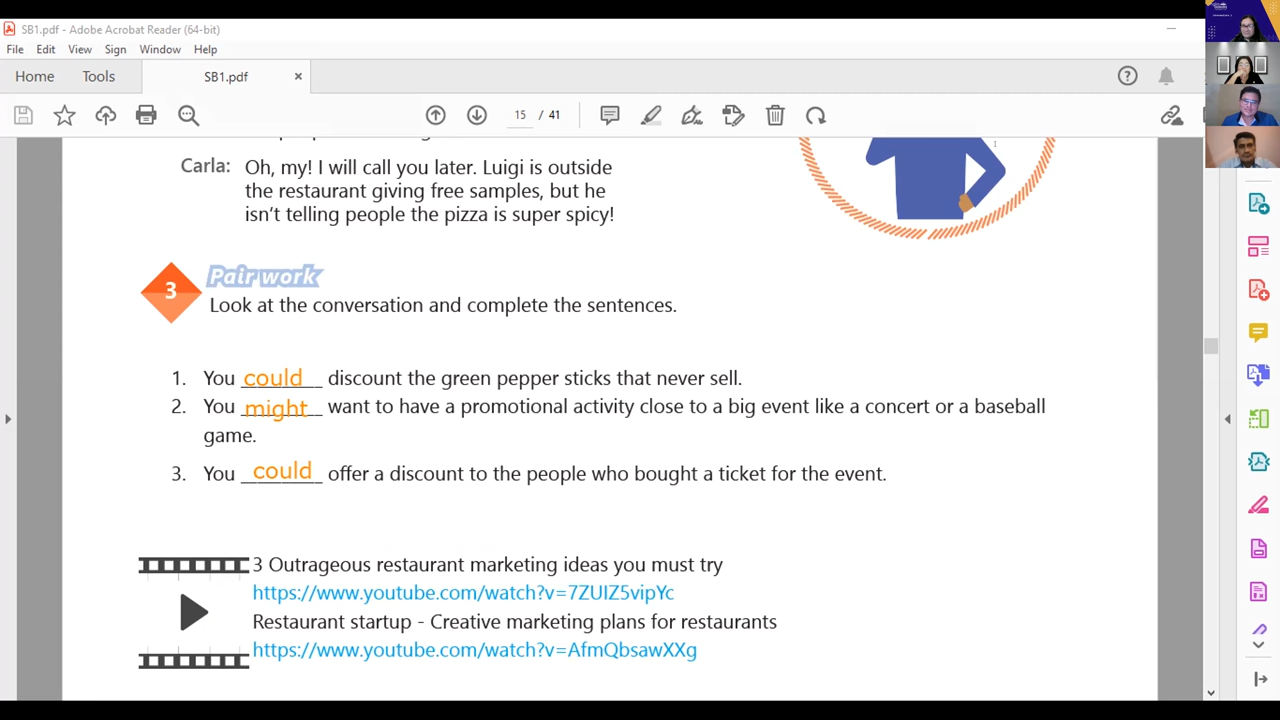 SB1.pdf - Adobe Acrobat Reader (64-bit)
File Edit View Sign Window Help
Home Tools SB1.pdf ×
15 / 41
Carla: Oh, my! I will call you later. Luigi is outside
the restaurant giving free samples, but he
isn't telling people the pizza is super spicy!
3 Pair work
Look at the conversation and complete the sentences.
1. You could discount the green pepper sticks that never sell.
2. You might want to have a promotional activity close to a big event like a concert or a baseball
game.
3. You could offer a discount to the people who bought a ticket for the event.
3 Outrageous restaurant marketing ideas you must try
https://www.youtube.com/watch?v=7ZUIZ5vipYc
Restaurant startup - Creative marketing plans for restaurants
https://www.youtube.com/watch?v=AfmQbsawXXg